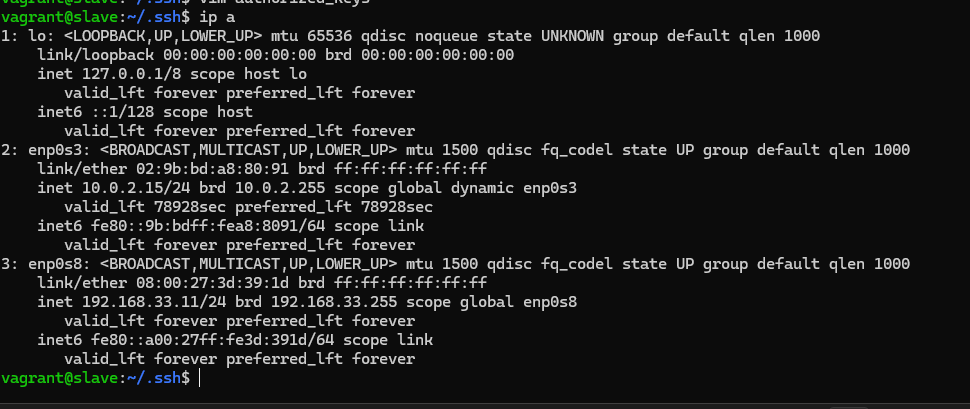 vim authorized_keys
vagrant@slave:~/.ssh$ ip a
1: lo: <LOOPBACK,UP,LOWER_UP> mtu 65536 qdisc noqueue state UNKNOWN group default qlen 1000
    link/loopback 00:00:00:00:00:00 brd 00:00:00:00:00:00
    inet 127.0.0.1/8 scope host lo
       valid_lft forever preferred_lft forever
    inet6 ::1/128 scope host
       valid_lft forever preferred_lft forever
2: enp0s3: <BROADCAST,MULTICAST,UP,LOWER_UP> mtu 1500 qdisc fq_codel state UP group default qlen 1000
    link/ether 02:9b:bd:a8:80:91 brd ff:ff:ff:ff:ff:ff
    inet 10.0.2.15/24 brd 10.0.2.255 scope global dynamic enp0s3
       valid_lft 78928sec preferred_lft 78928sec
    inet6 fe80::9b:bdff:fea8:8091/64 scope link
       valid_lft forever preferred_lft forever
3: enp0s8: <BROADCAST,MULTICAST,UP,LOWER_UP> mtu 1500 qdisc fq_codel state UP group default qlen 1000
    link/ether 08:00:27:3d:39:1d brd ff:ff:ff:ff:ff:ff
    inet 192.168.33.11/24 brd 192.168.33.255 scope global enp0s8
       valid_lft forever preferred_lft forever
    inet6 fe80::a00:27ff:fe3d:391d/64 scope link
       valid_lft forever preferred_lft forever
vagrant@slave:~/.ssh$